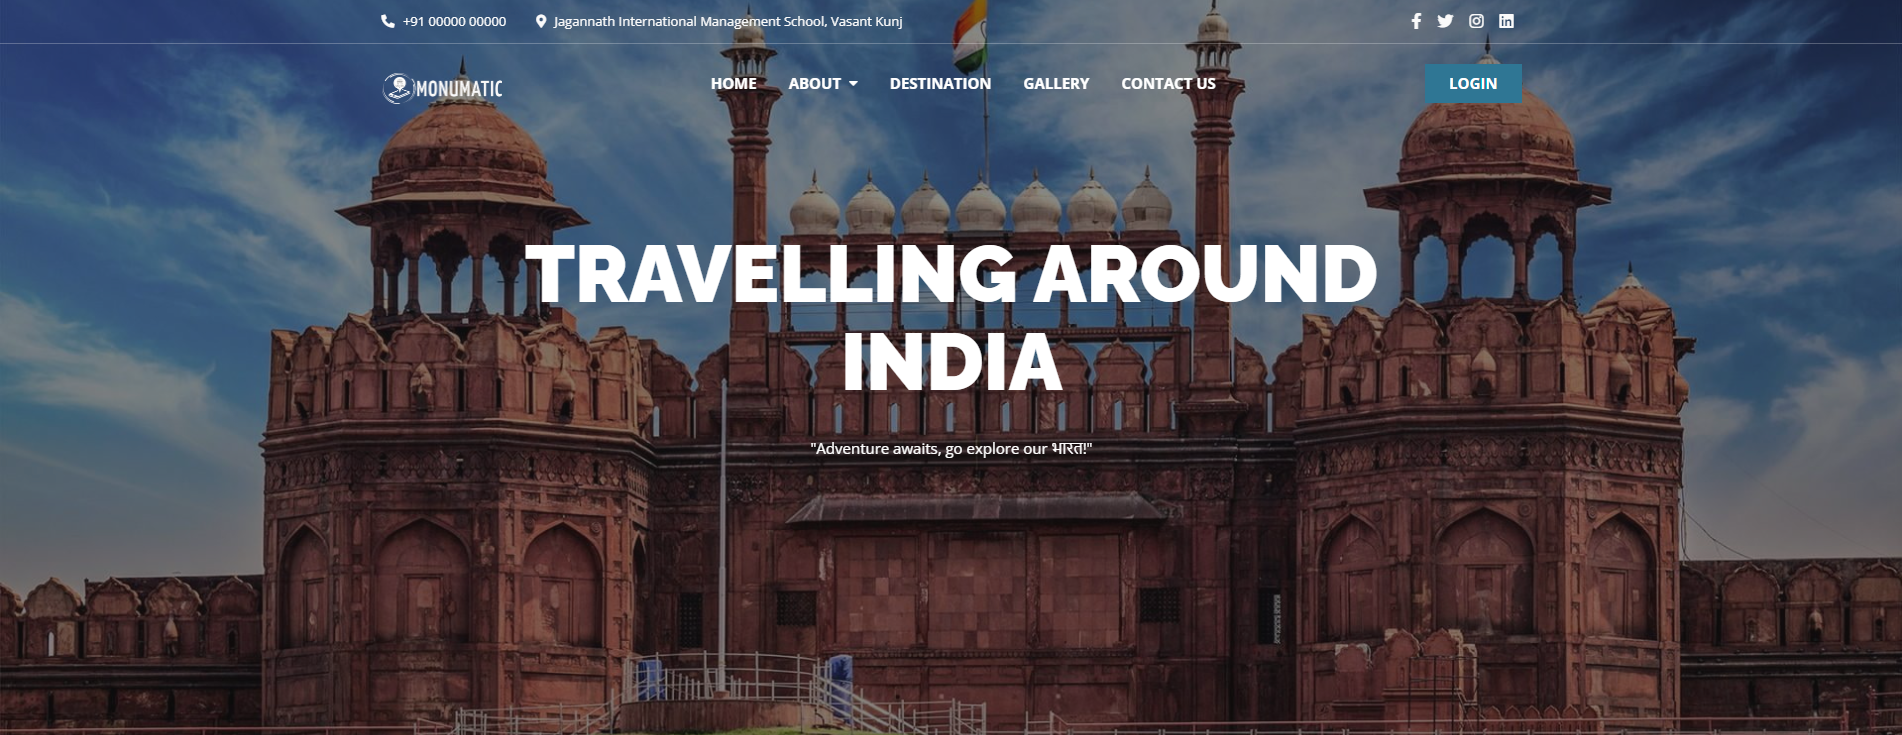 +91 00000 00000 Jagannath International Management School, Vasant Kunj
MONUMATIC HOME ABOUT DESTINATION GALLERY CONTACT US LOGIN
TRAVELLING AROUND
INDIA
"Adventure awaits, go explore our भारत!"